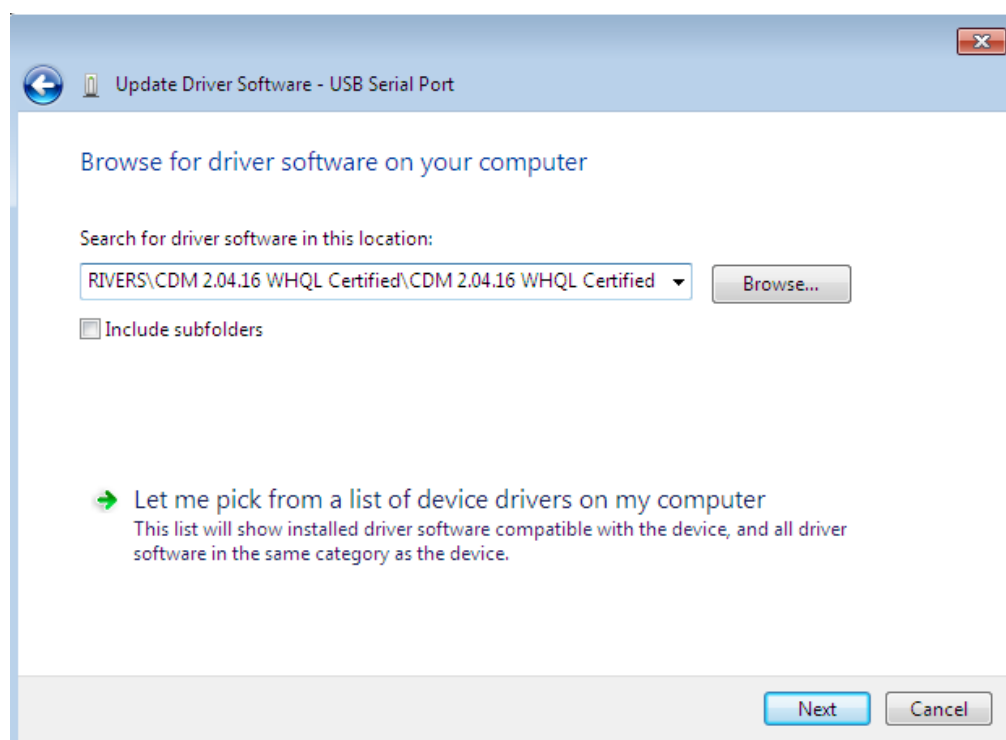 Update Driver Software - USB Serial Port
Browse for driver software on your computer
Search for driver software in this location:
RIVERS\CDM 2.04.16 WHQL Certified\CDM 2.04.16 WHQL Certified
Browse...
Include subfolders
Let me pick from a list of device drivers on my computer
This list will show installed driver software compatible with the device, and all driver
software in the same category as the device.
Next
Cancel